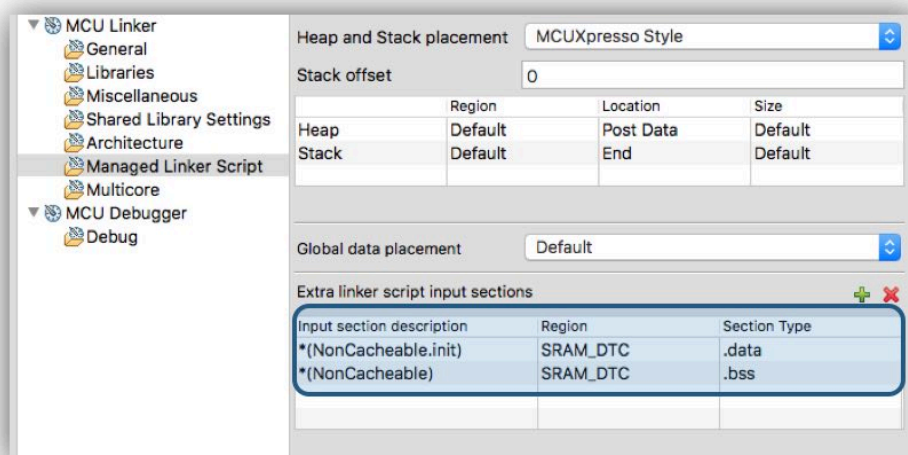 MCU Linker
General
Libraries
Miscellaneous
Shared Library Settings
Architecture
Managed Linker Script
Multicore
MCU Debugger
Debug
Heap and Stack placement MCUXpresso Style
Stack offset 0
Region Location Size
Heap Default Post Data Default
Stack Default End Default
Global data placement Default
Extra linker script input sections
Input section description Region Section Type
*(NonCacheable.init) SRAM_DTC .data
*(NonCacheable) SRAM_DTC .bss